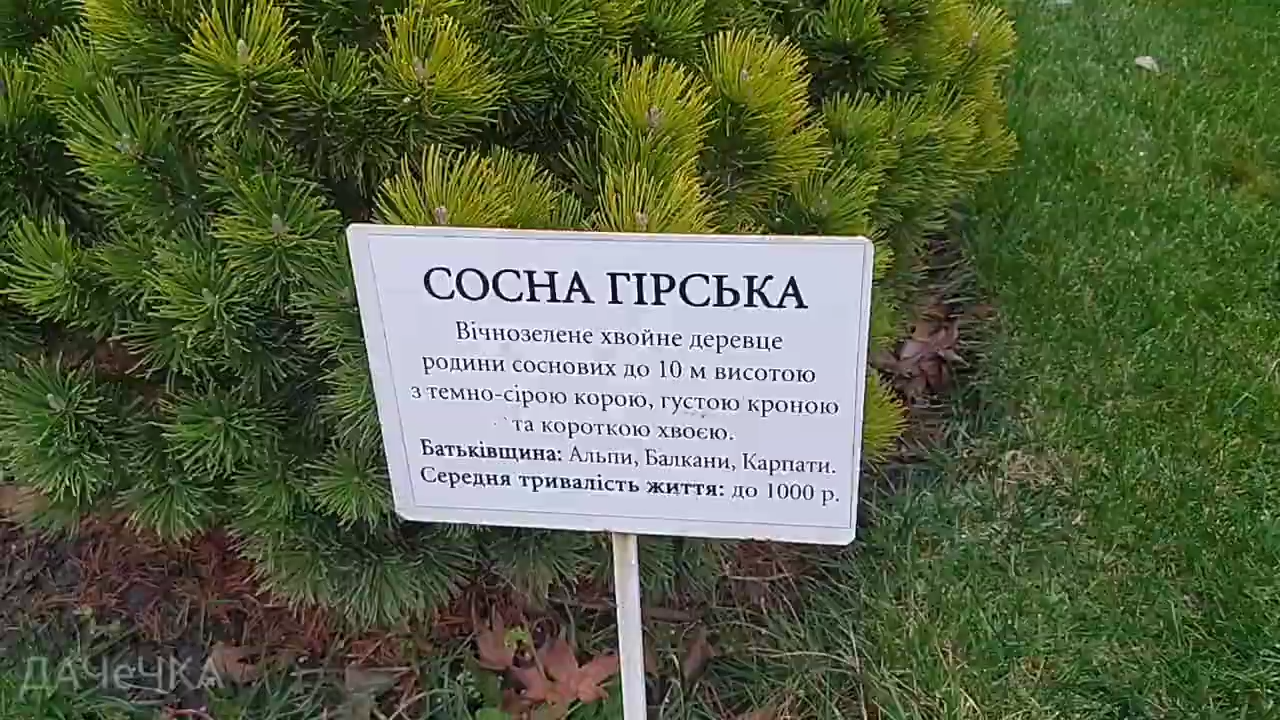 СОСНА ГІРСЬКА
Вічнозелене хвойне деревце
родини соснових до 10 м висотою
з темно-сірою корою, густою кроною
та короткою хвоєю.
Батьківщина: Альпи, Балкани, Карпати.
Середня тривалість життя: до 1000 р.
ДАЧеЧКА